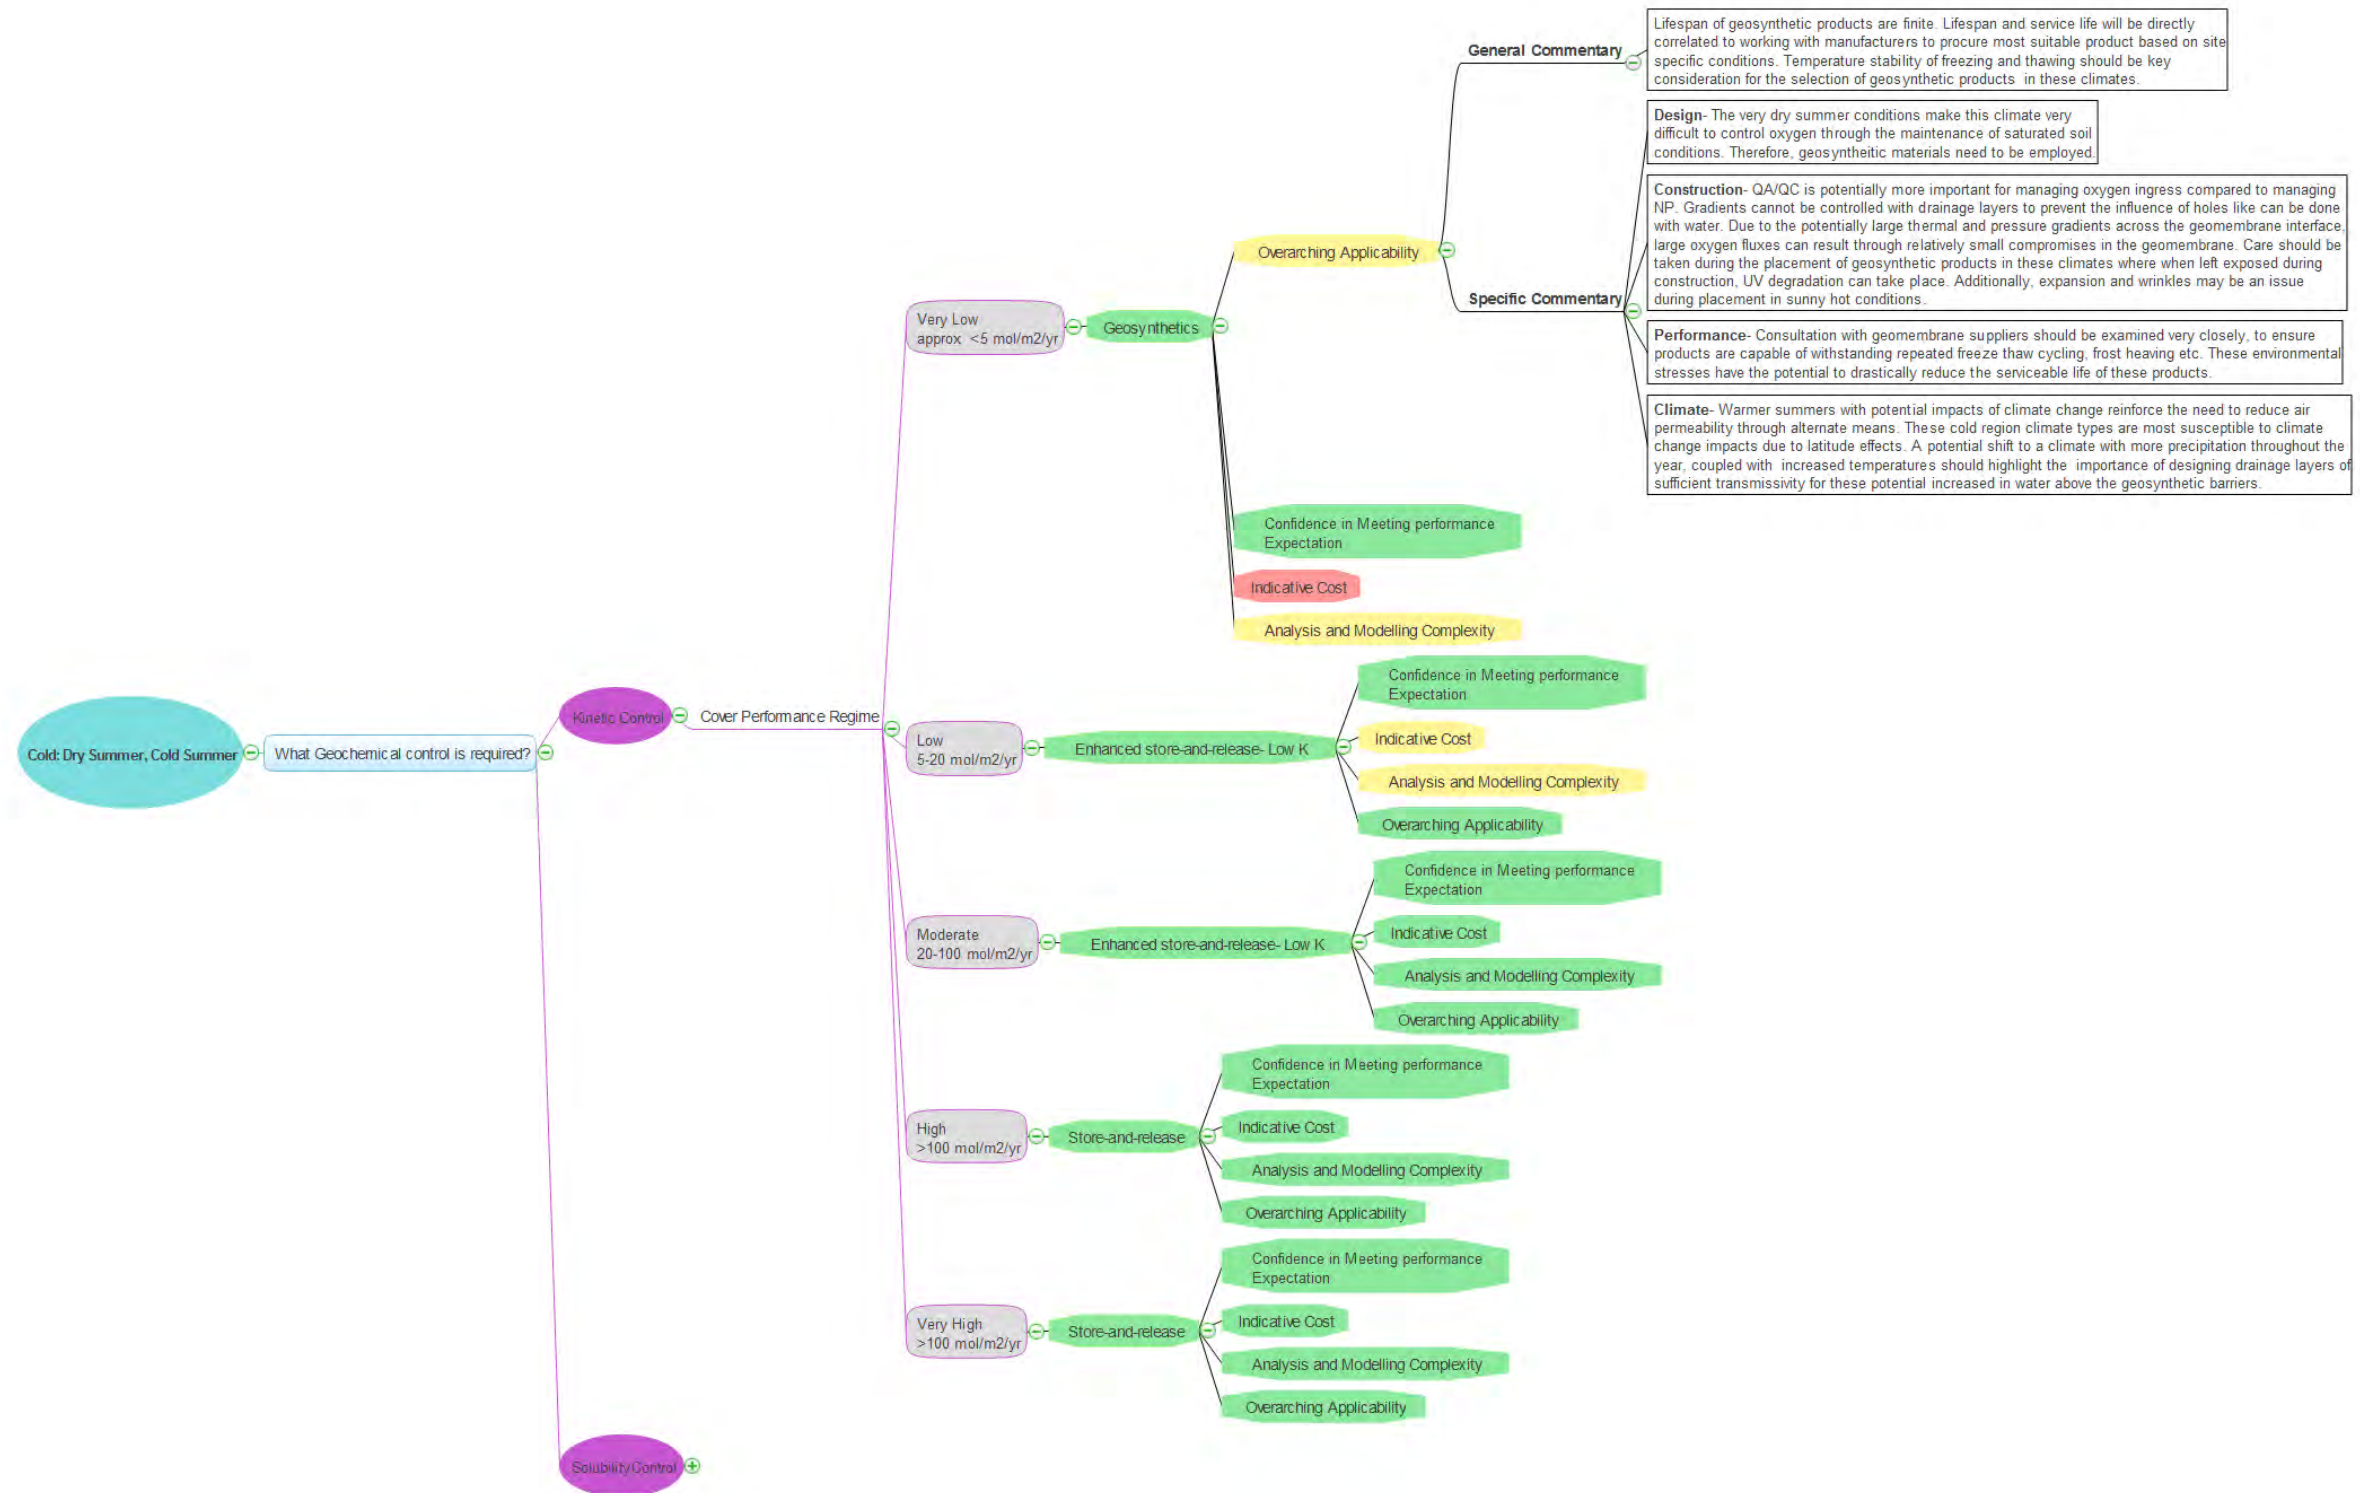 Lifespan of geosynthetic products are finite. Lifespan and service life will be directly
correlated to working with manufacturers to procure most suitable product based on site
specific conditions. Temperature stability of freezing and thawing should be key
consideration for the selection of geosynthetic products in these climates.
General Commentary
Design- The very dry summer conditions make this climate very
difficult to control oxygen through the maintenance of saturated soil
conditions. Therefore, geosyntheitic materials need to be employed.
Construction- QA/QC is potentially more important for managing oxygen ingress compared to managing
NP. Gradients cannot be controlled with drainage layers to prevent the influence of holes like can be done
with water. Due to the potentially large thermal and pressure gradients across the geomembrane interface,
large oxygen fluxes can result through relatively small compromises in the geomembrane. Care should be
taken during the placement of geosynthetic products in these climates where when left exposed during
construction, UV degradation can take place. Additionally, expansion and wrinkles may be an issue
during placement in sunny hot conditions.
Overarching Applicability
Specific Commentary
Performance- Consultation with geomembrane suppliers should be examined very closely, to ensure
products are capable of withstanding repeated freeze thaw cycling, frost heaving etc. These environmental
stresses have the potential to drastically reduce the serviceable life of these products.
Climate- Warmer summers with potential impacts of climate change reinforce the need to reduce air
permeability through alternate means. These cold region climate types are most susceptible to climate
change impacts due to latitude effects. A potential shift to a climate with more precipitation throughout the
year, coupled with increased temperatures should highlight the importance of designing drainage layers of
sufficient transmissivity for these potential increased in water above the geosynthetic barriers.
Very Low
approx <5 mol/m2/yr
Geosynthetics
Confidence in Meeting performance
Expectation
Indicative Cost
Analysis and Modelling Complexity
Cold: Dry Summer, Cold Summer
What Geochemical control is required?
Kinetic Control
Cover Performance Regime
Low
5-20 mol/m2/yr
Enhanced store-and-release- Low K
Confidence in Meeting performance
Expectation
Indicative Cost
Analysis and Modelling Complexity
Overarching Applicability
Moderate
20-100 mol/m2/yr
Enhanced store-and-release- Low K
Confidence in Meeting performance
Expectation
Indicative Cost
Analysis and Modelling Complexity
Overarching Applicability
High
>100 mol/m2/yr
Store-and-release
Confidence in Meeting performance
Expectation
Indicative Cost
Analysis and Modelling Complexity
Overarching Applicability
Very High
>100 mol/m2/yr
Store-and-release
Confidence in Meeting performance
Expectation
Indicative Cost
Analysis and Modelling Complexity
Overarching Applicability
Solubility Control